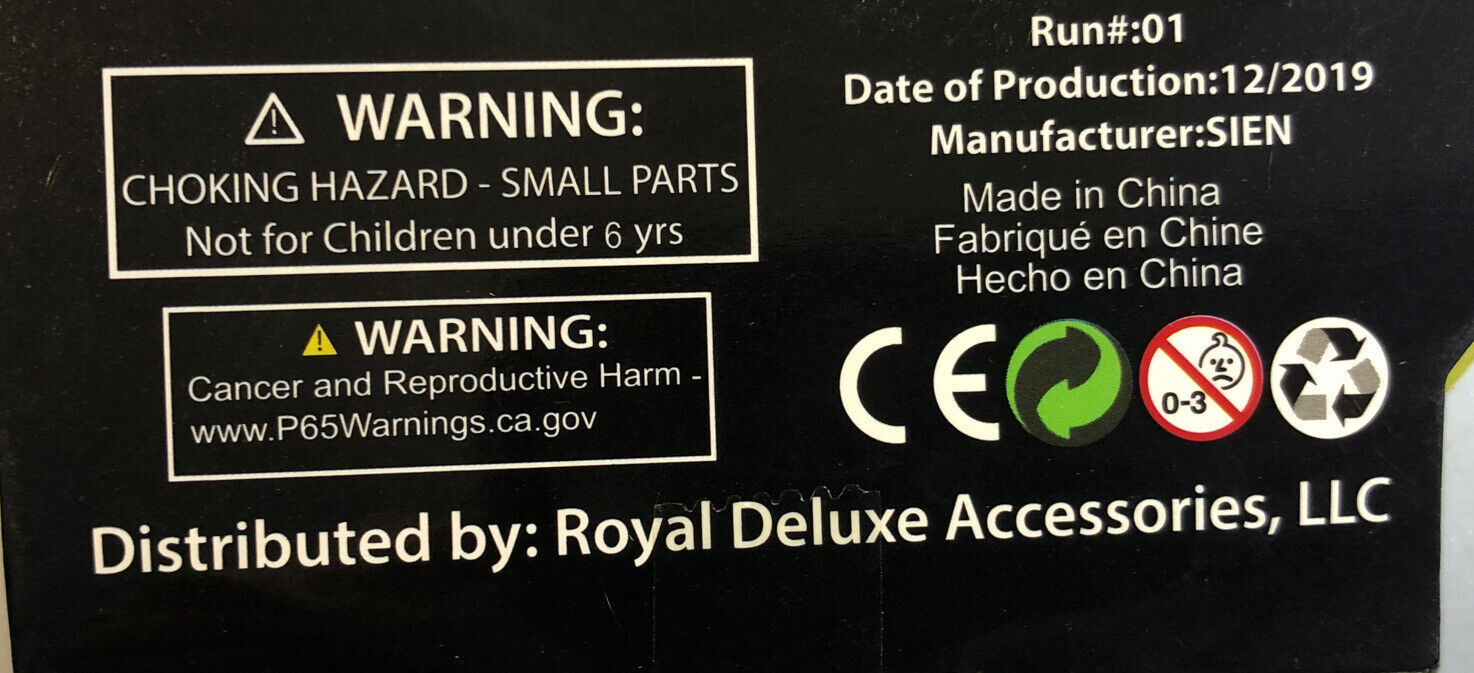 WARNING:
CHOKING HAZARD - SMALL PARTS
Not for Children under 6 yrs
WARNING:
Cancer and Reproductive Harm -
www.P65Warnings.ca.gov
Run#:01
Date of Production:12/2019
Manufacturer:SIEN
Made in China
Fabriqué en Chine
Hecho en China
CE
0-3
Distributed by: Royal Deluxe Accessories, LLC